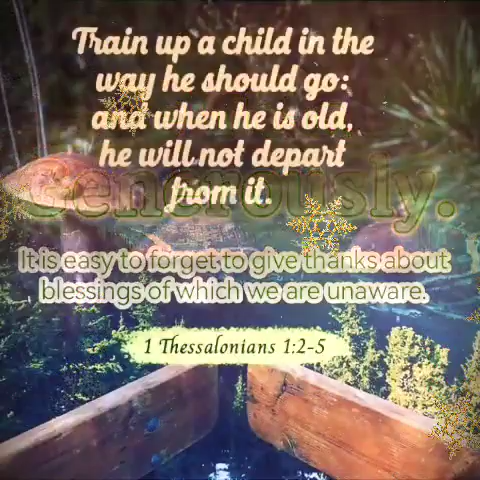 Train up a child in the
way he should go:
and when he is old,
he will not depart
from it.
Generously.
It is easy to forget to give thanks about
blessings of which we are unaware.
1 Thessalonians 1:2-5